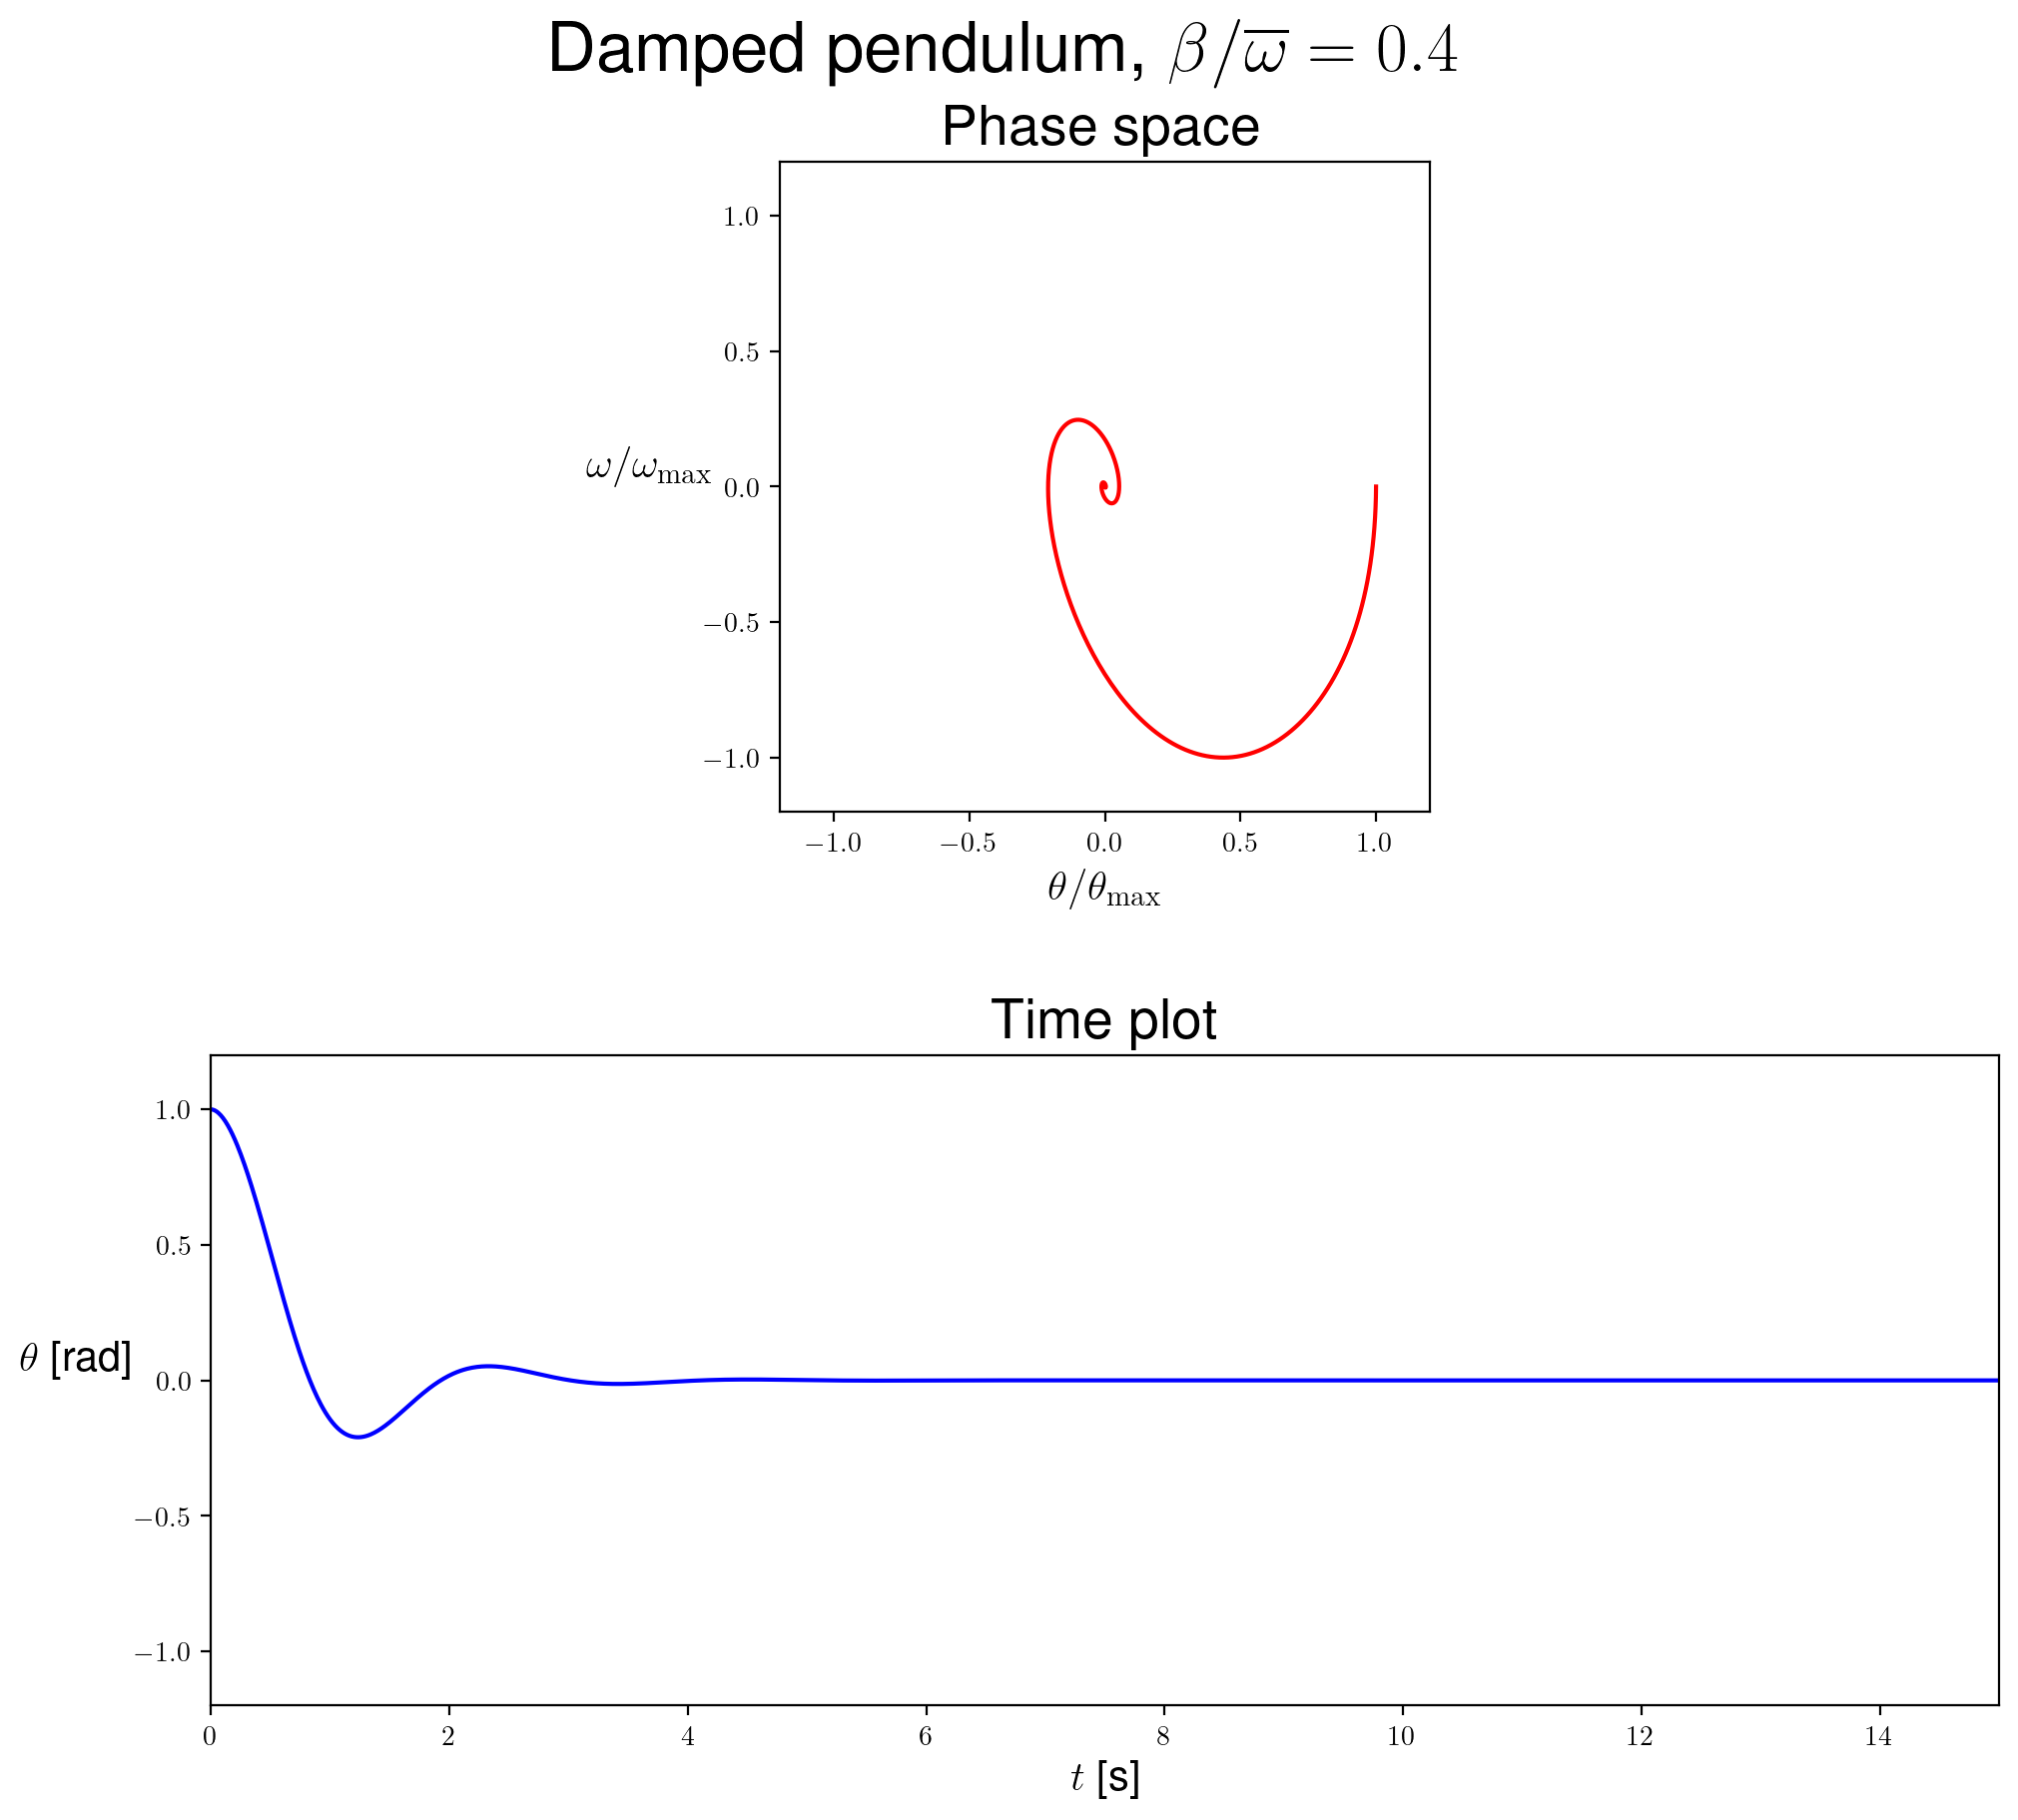 Damped pendulum, β/ω̅ = 0.4
Phase space
1.0
0.5
ω/ωmax 0.0
−0.5
−1.0
−1.0 −0.5 0.0 0.5 1.0
θ/θmax
Time plot
1.0
0.5
θ [rad] 0.0
−0.5
−1.0
0 2 4 6 8 10 12 14
t [s]